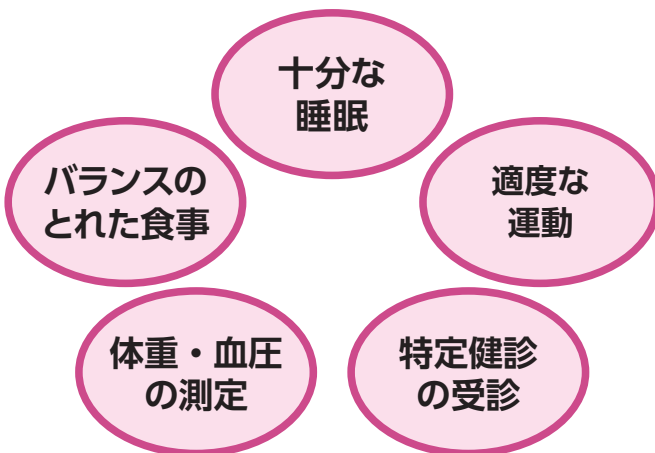 十分な
睡眠
バランスの
とれた食事
適度な
運動
体重・血圧
の測定
特定健診
の受診